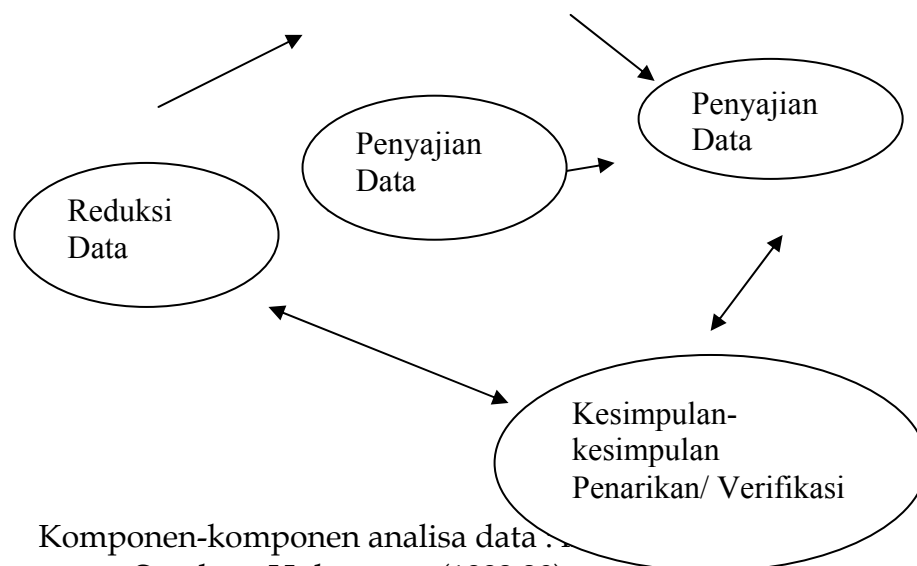 Penyajian
Data
Penyajian
Data
Reduksi
Data
Kesimpulan-
kesimpulan
Penarikan/ Verifikasi
Komponen-komponen analisa data :